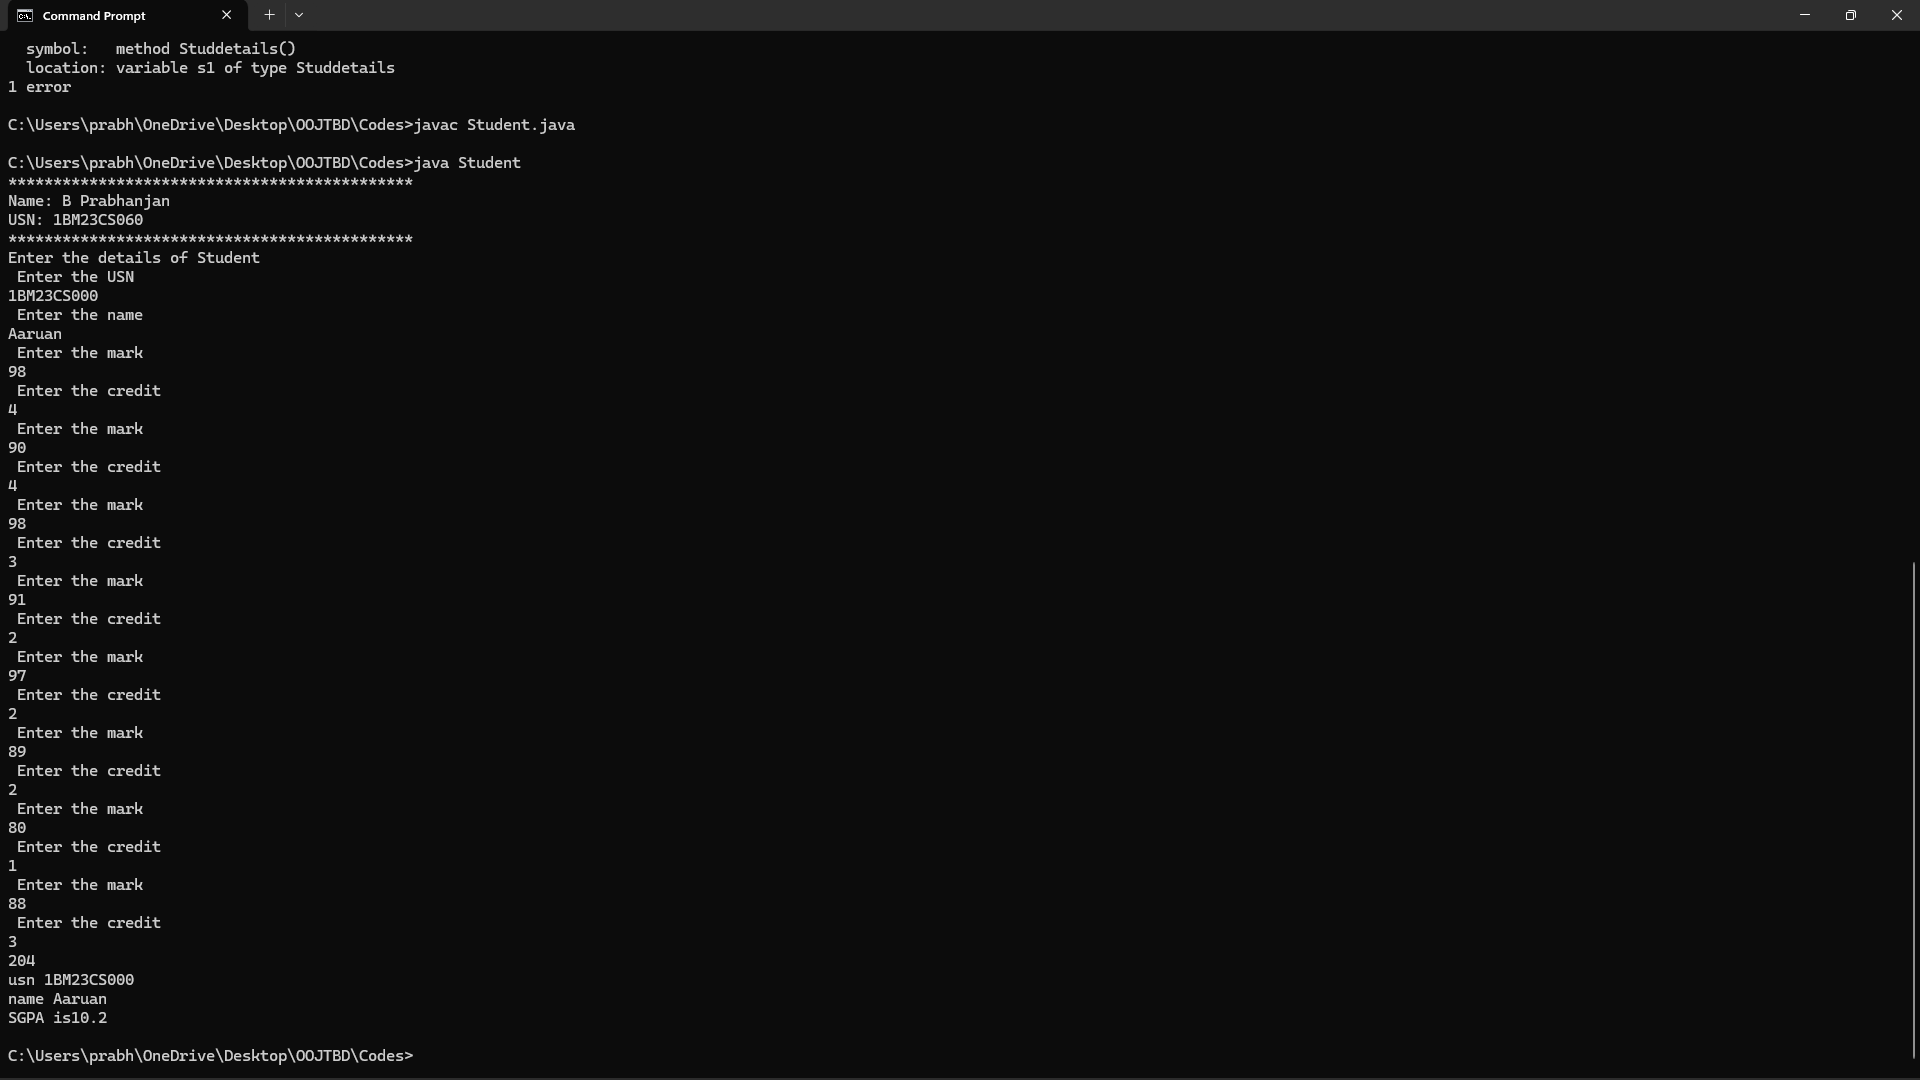 Command Prompt
  symbol:   method Studdetails()
  location: variable s1 of type Studdetails
1 error

C:\Users\prabh\OneDrive\Desktop\OOJTBD\Codes>javac Student.java

C:\Users\prabh\OneDrive\Desktop\OOJTBD\Codes>java Student
*********************************************
Name: B Prabhanjan
USN: 1BM23CS060
*********************************************
Enter the details of Student
 Enter the USN
1BM23CS000
 Enter the name
Aaruan
 Enter the mark
98
 Enter the credit
4
 Enter the mark
90
 Enter the credit
4
 Enter the mark
98
 Enter the credit
3
 Enter the mark
91
 Enter the credit
2
 Enter the mark
97
 Enter the credit
2
 Enter the mark
89
 Enter the credit
2
 Enter the mark
80
 Enter the credit
1
 Enter the mark
88
 Enter the credit
3
204
usn 1BM23CS000
name Aaruan
SGPA is10.2

C:\Users\prabh\OneDrive\Desktop\OOJTBD\Codes>